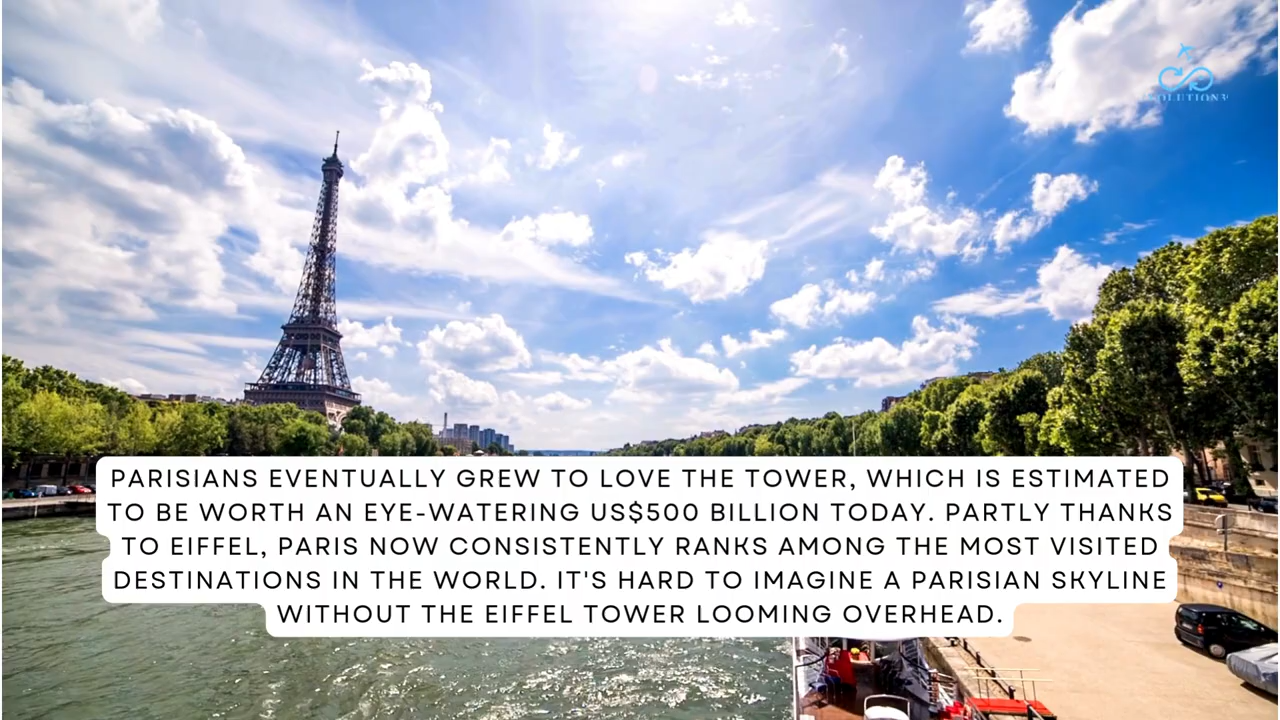 PARISIANS EVENTUALLY GREW TO LOVE THE TOWER, WHICH IS ESTIMATED
TO BE WORTH AN EYE-WATERING US$500 BILLION TODAY. PARTLY THANKS
TO EIFFEL, PARIS NOW CONSISTENTLY RANKS AMONG THE MOST VISITED
DESTINATIONS IN THE WORLD. IT'S HARD TO IMAGINE A PARISIAN SKYLINE
WITHOUT THE EIFFEL TOWER LOOMING OVERHEAD.